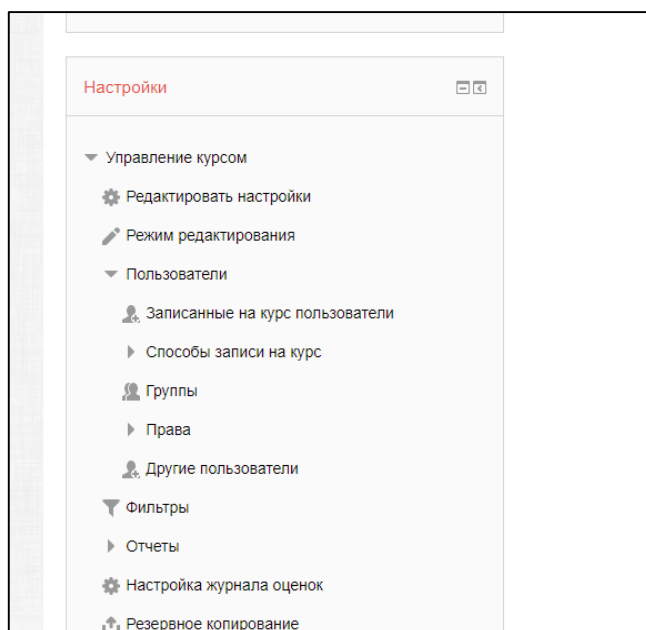 Настройки
Управление курсом
Редактировать настройки
Режим редактирования
Пользователи
Записанные на курс пользователи
Способы записи на курс
Группы
Права
Другие пользователи
Фильтры
Отчеты
Настройка журнала оценок
Резервное копирование